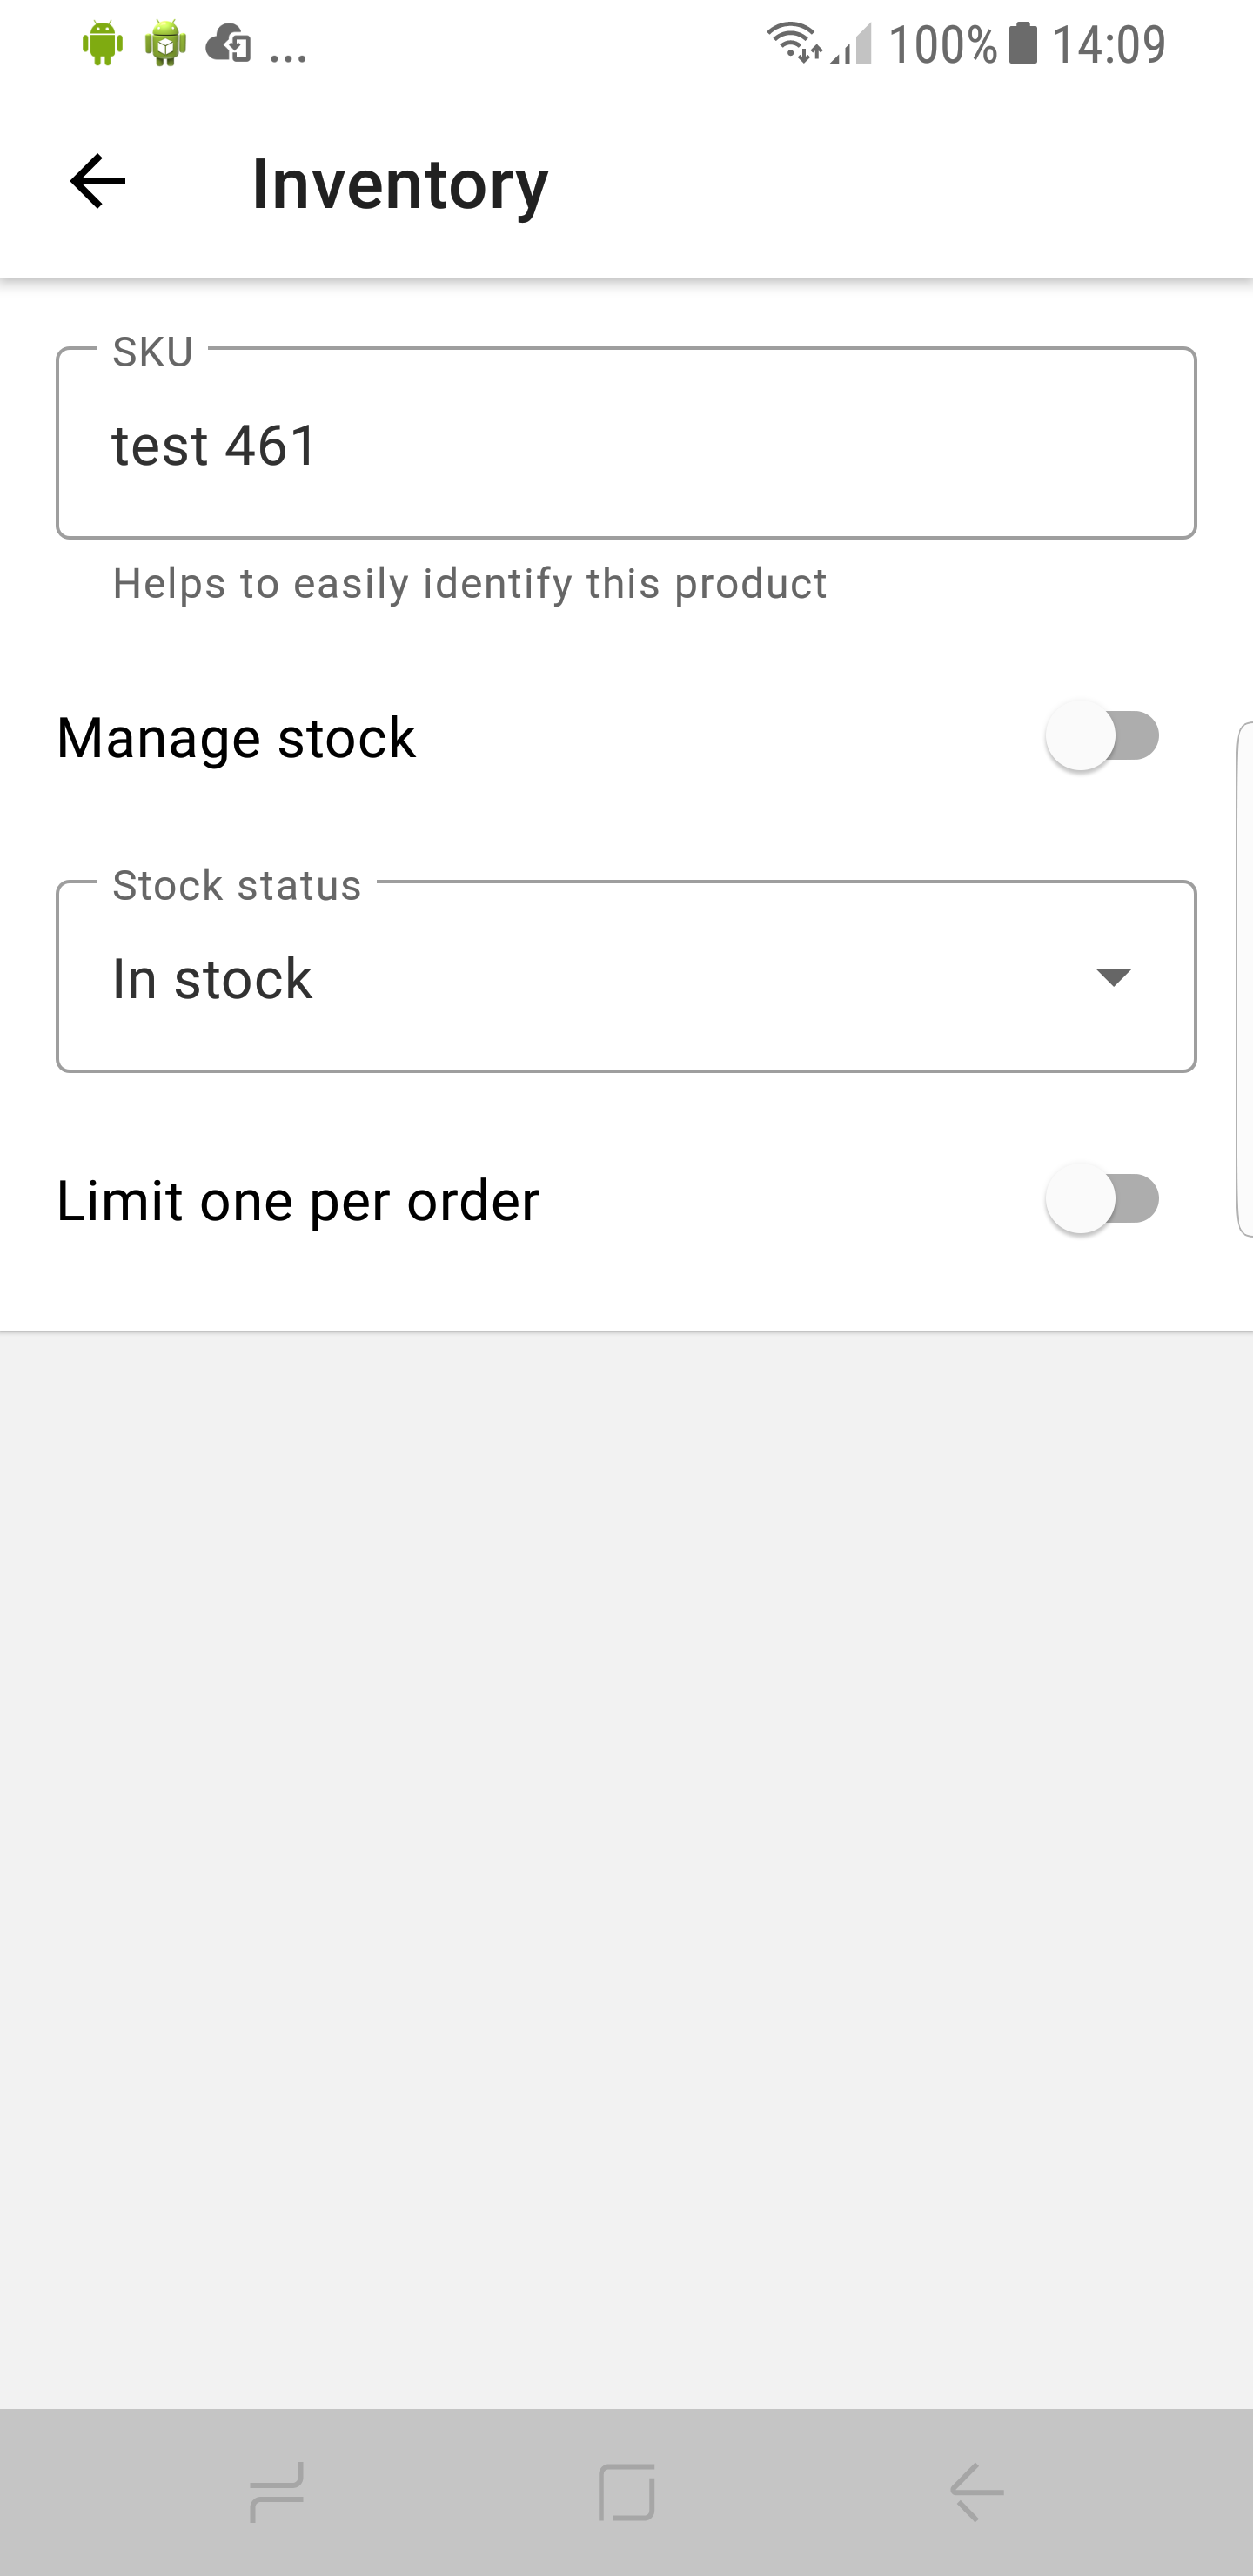 ... 100% 14:09
Inventory
SKU
test 461
Helps to easily identify this product
Manage stock
Stock status
In stock
Limit one per order